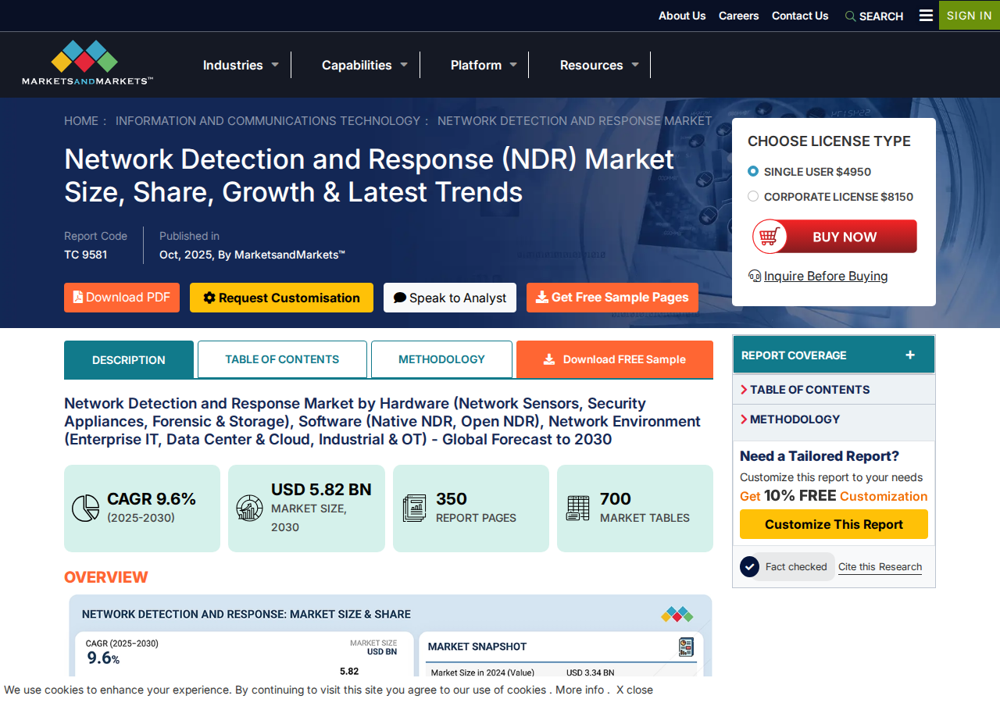 About Us Careers Contact Us SEARCH SIGN IN
MARKETSANDMARKETS™
Industries Capabilities Platform Resources
HOME : INFORMATION AND COMMUNICATIONS TECHNOLOGY : NETWORK DETECTION AND RESPONSE MARKET
Network Detection and Response (NDR) Market
Size, Share, Growth & Latest Trends
Report Code
TC 9581
Published in
Oct, 2025, By MarketsandMarkets™
Download PDF Request Customisation Speak to Analyst Get Free Sample Pages
CHOOSE LICENSE TYPE
SINGLE USER $4950
CORPORATE LICENSE $8150
BUY NOW
Inquire Before Buying
DESCRIPTION TABLE OF CONTENTS METHODOLOGY Download FREE Sample
Network Detection and Response Market by Hardware (Network Sensors, Security
Appliances, Forensic & Storage), Software (Native NDR, Open NDR), Network Environment
(Enterprise IT, Data Center & Cloud, Industrial & OT) - Global Forecast to 2030
CAGR 9.6%
(2025-2030)
USD 5.82 BN
MARKET SIZE,
2030
350
REPORT PAGES
700
MARKET TABLES
OVERVIEW
NETWORK DETECTION AND RESPONSE: MARKET SIZE & SHARE
CAGR (2025–2030)
9.6%
MARKET SIZE
USD BN
5.82
MARKET SNAPSHOT
Market Size in 2024 (Value) USD 3.34 BN
REPORT COVERAGE +
TABLE OF CONTENTS
METHODOLOGY
Need a Tailored Report?
Customize this report to your needs
Get 10% FREE Customization
Customize This Report
Fact checked Cite this Research
We use cookies to enhance your experience. By continuing to visit this site you agree to our use of cookies . More info . X close